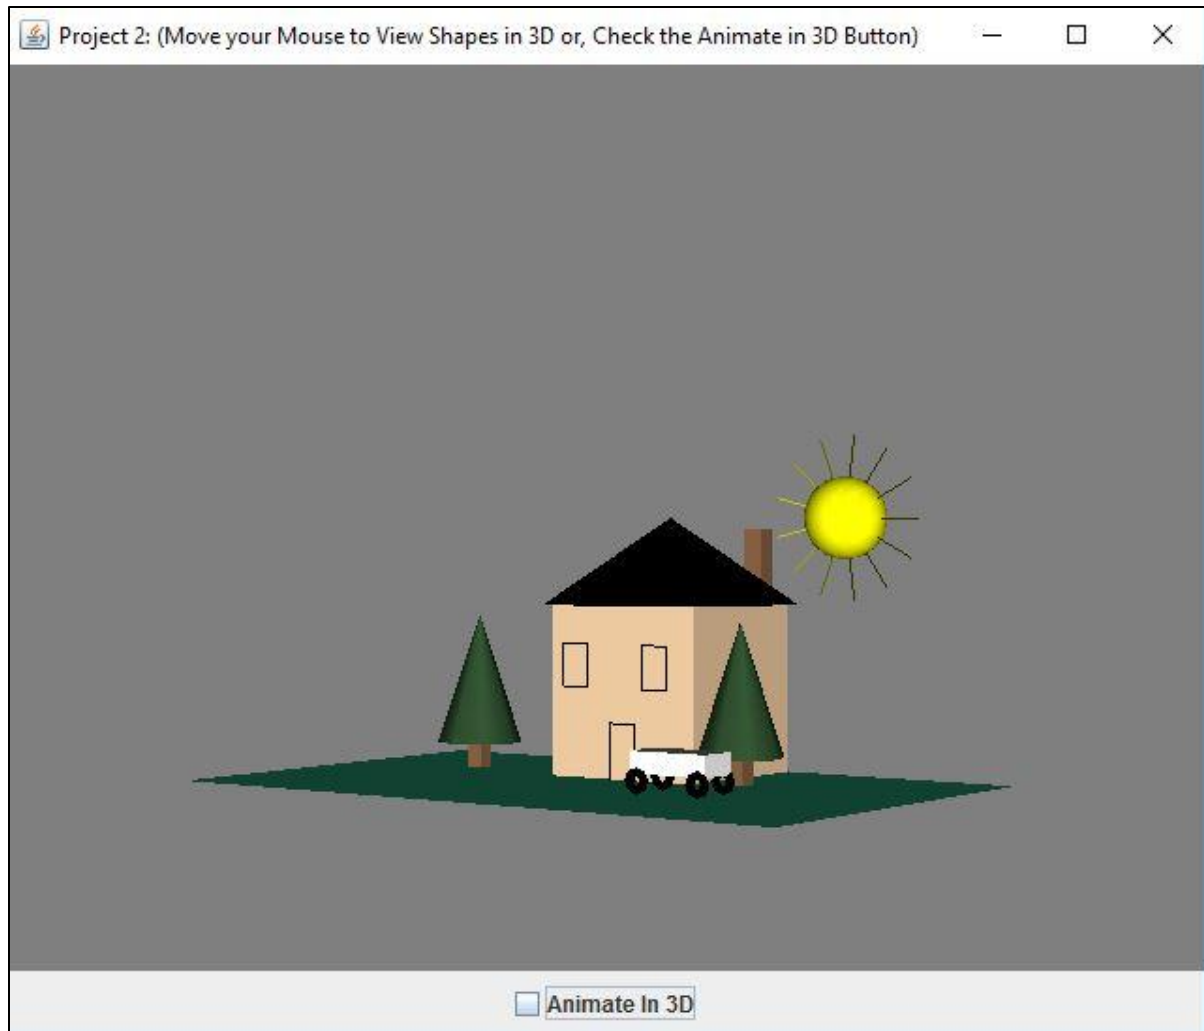 Project 2: (Move your Mouse to View Shapes in 3D or, Check the Animate in 3D Button)
Animate In 3D